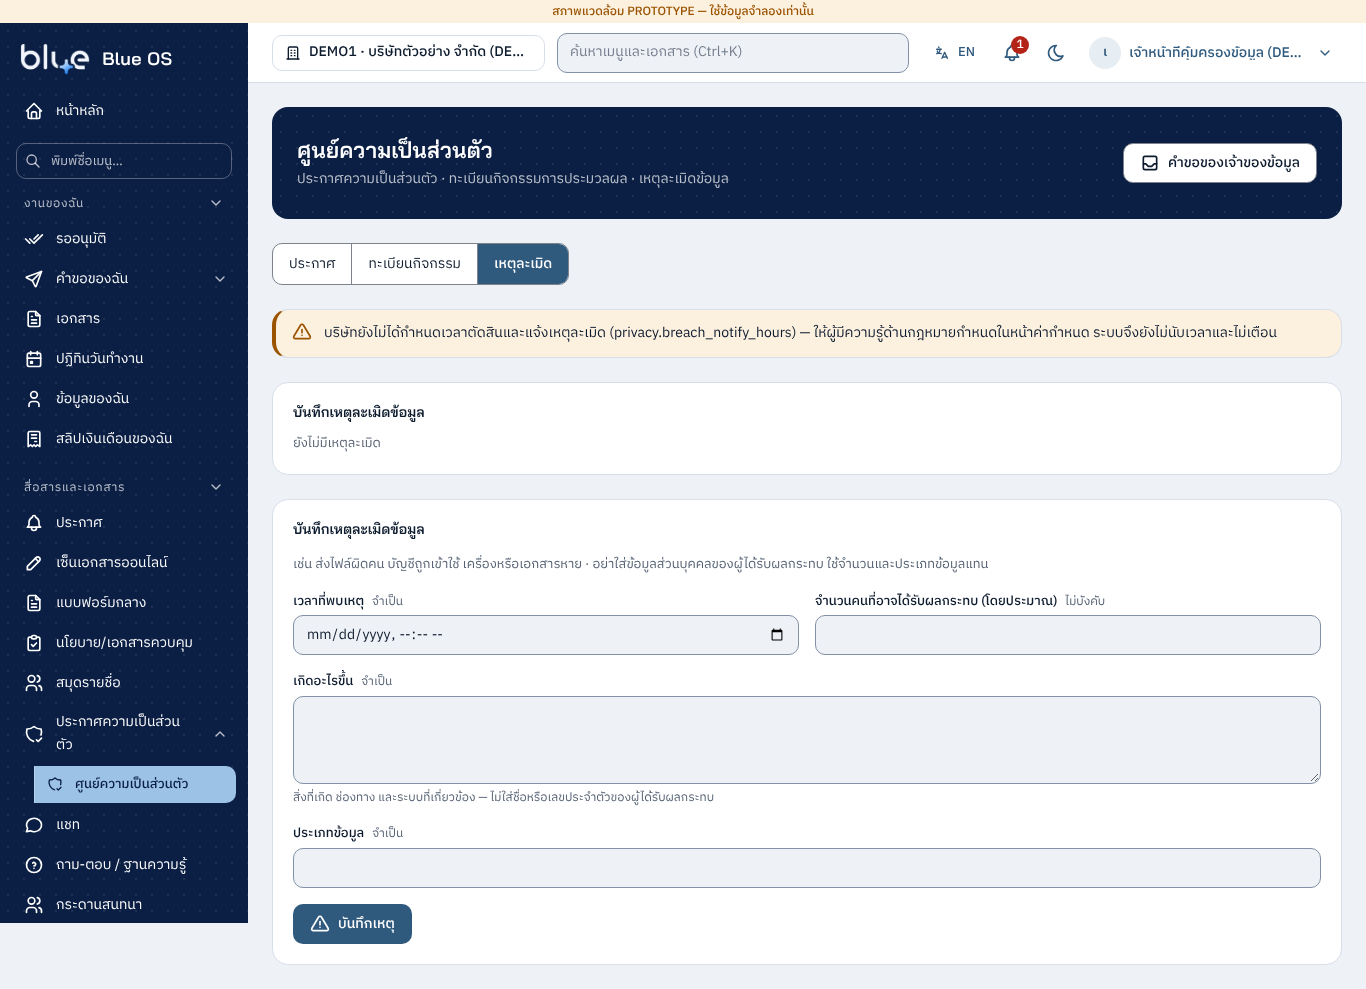 สภาพแวดล้อม PROTOTYPE — ใช้ข้อมูลจำลองเท่านั้น
blue Blue OS
DEMO1 · บริษัทตัวอย่าง จำกัด (DE...
ค้นหาเมนูและเอกสาร (Ctrl+K)
EN
1
เ
เจ้าหน้าที่คุ้มครองข้อมูล (DE...
หน้าหลัก
พิมพ์ชื่อเมนู...
งานของฉัน
รออนุมัติ
คำขอของฉัน
เอกสาร
ปฏิทินวันทำงาน
ข้อมูลของฉัน
สลิปเงินเดือนของฉัน
สื่อสารและเอกสาร
ประกาศ
เซ็นเอกสารออนไลน์
แบบฟอร์มกลาง
นโยบาย/เอกสารควบคุม
สมุดรายชื่อ
ประกาศความเป็นส่วน
ตัว
ศูนย์ความเป็นส่วนตัว
แชท
ถาม-ตอบ / ฐานความรู้
กระดานสนทนา
ศูนย์ความเป็นส่วนตัว
ประกาศความเป็นส่วนตัว · ทะเบียนกิจกรรมการประมวลผล · เหตุละเมิดข้อมูล
คำขอของเจ้าของข้อมูล
ประกาศ
ทะเบียนกิจกรรม
เหตุละเมิด
บริษัทยังไม่ได้กำหนดเวลาตัดสินและแจ้งเหตุละเมิด (privacy.breach_notify_hours) — ให้ผู้มีความรู้ด้านกฎหมายกำหนดในหน้าค่ากำหนด ระบบจึงยังไม่นับเวลาและไม่เตือน
บันทึกเหตุละเมิดข้อมูล
ยังไม่มีเหตุละเมิด
บันทึกเหตุละเมิดข้อมูล
เช่น ส่งไฟล์ผิดคน บัญชีถูกเข้าใช้ เครื่องหรือเอกสารหาย · อย่าใส่ข้อมูลส่วนบุคคลของผู้ได้รับผลกระทบ ใช้จำนวนและประเภทข้อมูลแทน
เวลาที่พบเหตุ จำเป็น
จำนวนคนที่อาจได้รับผลกระทบ (โดยประมาณ) ไม่บังคับ
mm/dd/yyyy, --:-- --
เกิดอะไรขึ้น จำเป็น
สิ่งที่เกิด ช่องทาง และระบบที่เกี่ยวข้อง — ไม่ใส่ชื่อหรือเลขประจำตัวของผู้ได้รับผลกระทบ
ประเภทข้อมูล จำเป็น
บันทึกเหตุ